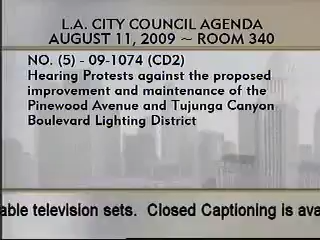 L.A. CITY COUNCIL AGENDA
AUGUST 11, 2009 ~ ROOM 340
NO. (5) - 09-1074 (CD2)
Hearing Protests against the proposed
improvement and maintenance of the
Pinewood Avenue and Tujunga Canyon
Boulevard Lighting District
able television sets.  Closed Captioning is ava